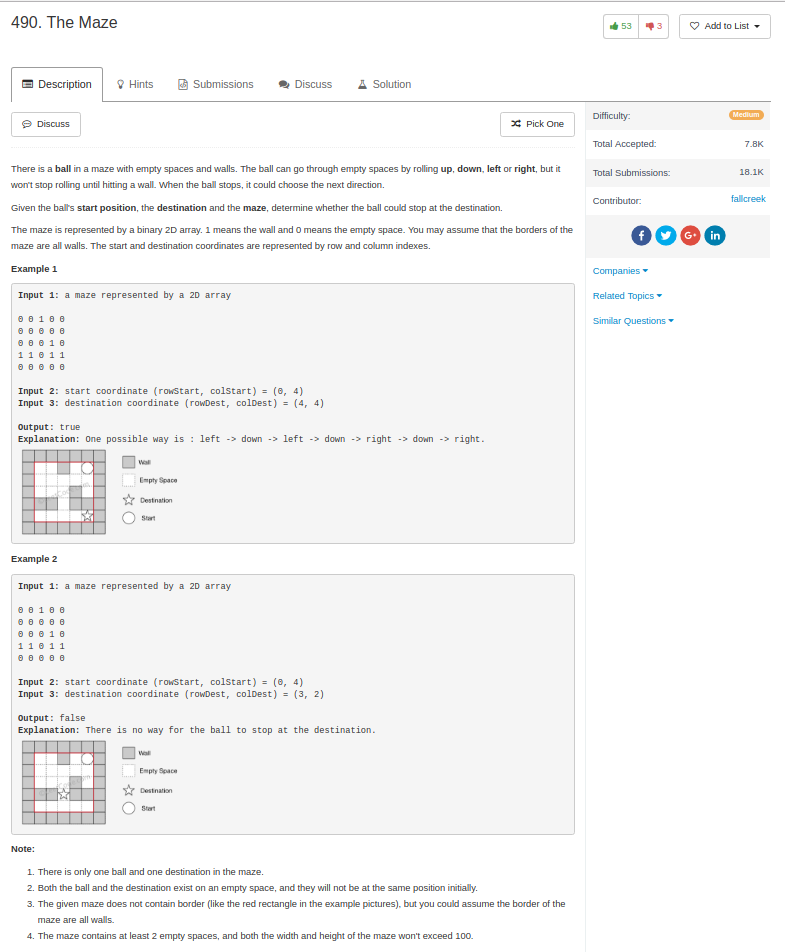 490. The Maze
53
3
Add to List
Description
Hints
Submissions
Discuss
Solution
Discuss
Pick One
There is a ball in a maze with empty spaces and walls. The ball can go through empty spaces by rolling up, down, left or right, but it
won't stop rolling until hitting a wall. When the ball stops, it could choose the next direction.
Given the ball's start position, the destination and the maze, determine whether the ball could stop at the destination.
The maze is represented by a binary 2D array. 1 means the wall and 0 means the empty space. You may assume that the borders of the
maze are all walls. The start and destination coordinates are represented by row and column indexes.
Example 1
Input 1: a maze represented by a 2D array
0 0 1 0 0
0 0 0 0 0
0 0 0 1 0
1 1 0 1 1
0 0 0 0 0
Input 2: start coordinate (rowStart, colStart) = (0, 4)
Input 3: destination coordinate (rowDest, colDest) = (4, 4)
Output: true
Explanation: One possible way is : left -> down -> left -> down -> right -> down -> right.
Wall
Empty Space
Destination
Start
Example 2
Input 1: a maze represented by a 2D array
0 0 1 0 0
0 0 0 0 0
0 0 0 1 0
1 1 0 1 1
0 0 0 0 0
Input 2: start coordinate (rowStart, colStart) = (0, 4)
Input 3: destination coordinate (rowDest, colDest) = (3, 2)
Output: false
Explanation: There is no way for the ball to stop at the destination.
Wall
Empty Space
Destination
Start
Note:
1. There is only one ball and one destination in the maze.
2. Both the ball and the destination exist on an empty space, and they will not be at the same position initially.
3. The given maze does not contain border (like the red rectangle in the example pictures), but you could assume the border of the
maze are all walls.
4. The maze contains at least 2 empty spaces, and both the width and height of the maze won't exceed 100.
Difficulty: Medium
Total Accepted: 7.8K
Total Submissions: 18.1K
Contributor: fallcreek
f
G+
in
Companies
Related Topics
Similar Questions